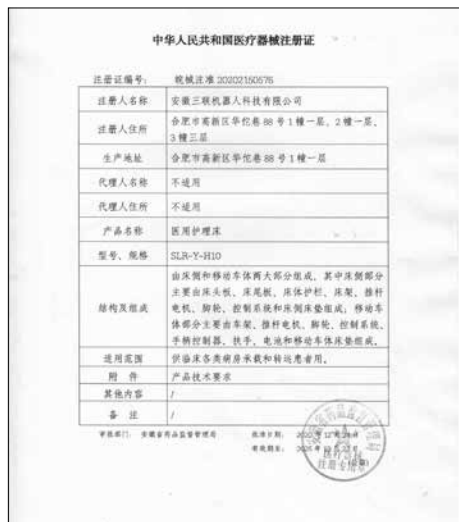 中华人民共和国医疗器械注册证
注册证编号： 皖械注准 20202150576
注册人名称 安徽三联机器人科技有限公司
注册人住所 合肥市高新区华佗巷 88 号 1 幢一层、2 幢一层、
3 幢三层
生产地址 合肥市高新区华佗巷 88 号 1 幢一层
代理人名称 不适用
代理人住所 不适用
产品名称 医用护理床
型号、规格 SLR-Y-H10
由床侧和移动车体两大部分组成，其中床侧部分
主要由床头板、床尾板、床体护栏、床架、推杆
电机、脚轮、控制系统和床侧床垫组成；移动车
结构及组成 体部分主要由车架、推杆电机、脚轮、控制系统、
手柄控制器、扶手、电池和移动车体床垫组成。
适用范围 供临床各类病房承载和转运患者用。
附 件 产品技术要求
其他内容 /
备 注 /
审批部门： 安徽省药品监督管理局 批准日期：
有效期至：
医疗器械
注册专用章